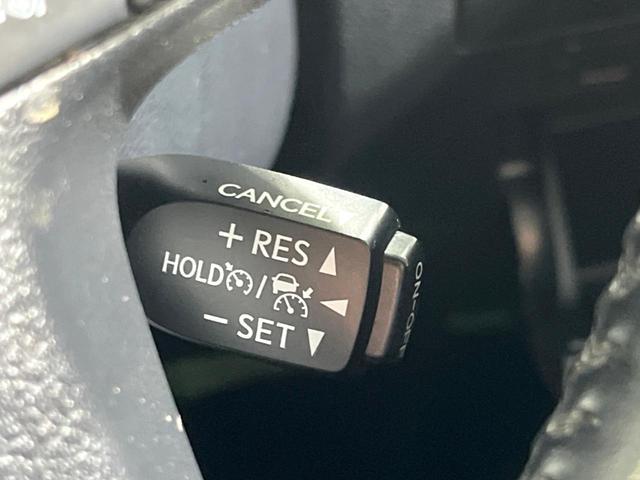 CANCEL
+ RES
HOLD /
- SET
ON-OFF